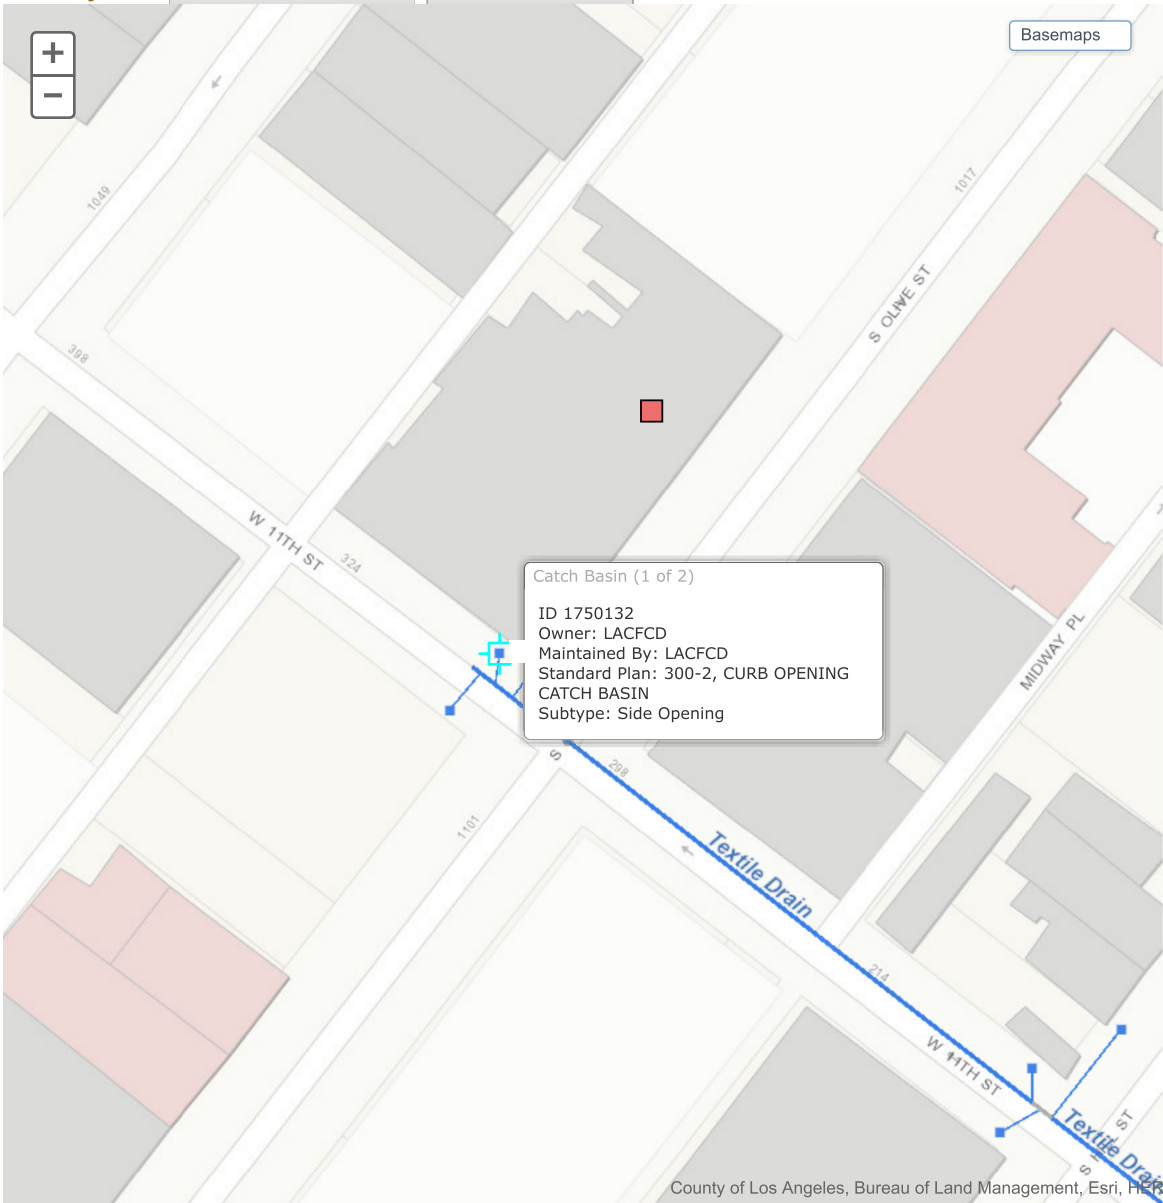 +
−
Basemaps
1049
1017
S OLIVE ST
398
W 11TH ST
324
Catch Basin (1 of 2)
ID 1750132
Owner: LACFCD
Maintained By: LACFCD
Standard Plan: 300-2, CURB OPENING
CATCH BASIN
Subtype: Side Opening
MIDWAY PL
S
298
1101
Textile Drain
214
W 11TH ST
Textile Drai
S ST
County of Los Angeles, Bureau of Land Management, Esri, HER